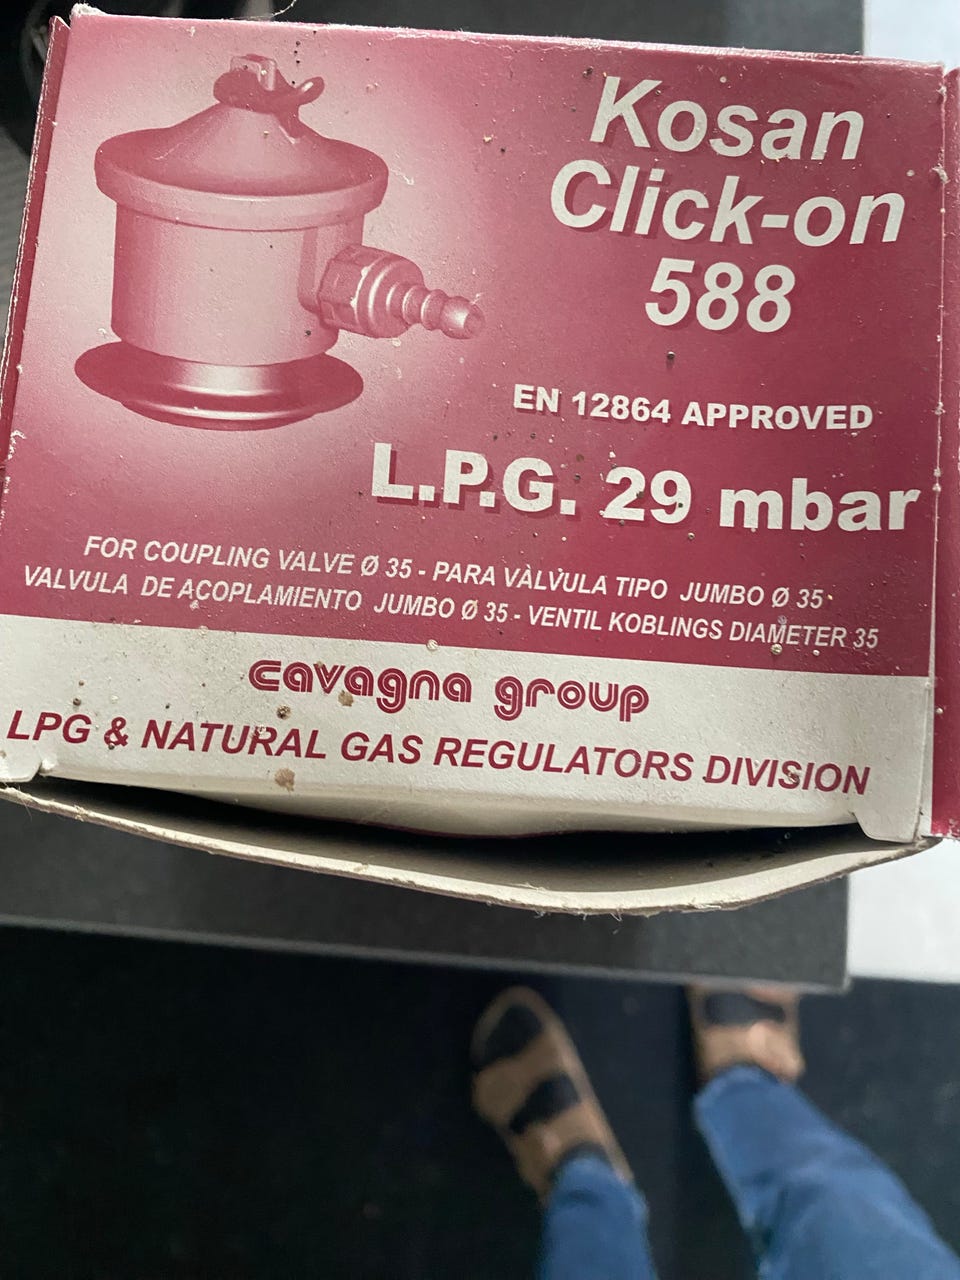 Kosan
Click-on
588
EN 12864 APPROVED
L.P.G. 29 mbar
FOR COUPLING VALVE Ø 35 - PARA VÀLVULA TIPO JUMBO Ø 35
VALVULA DE ACOPLAMIENTO JUMBO Ø 35 - VENTIL KOBLINGS DIAMETER 35
cavagna group
LPG & NATURAL GAS REGULATORS DIVISION